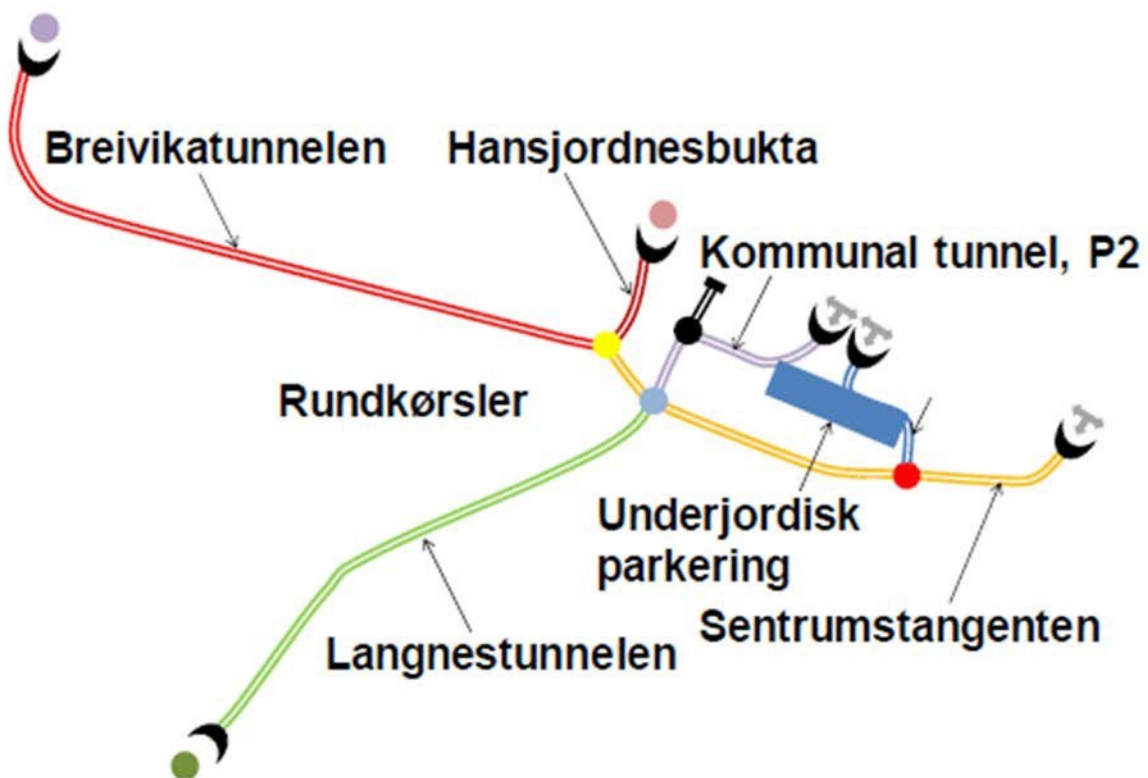 Breivikatunnelen
Hansjordnesbukta
Kommunal tunnel, P2
Rundkørsler
Underjordisk
parkering
Sentrumstangenten
Langnestunnelen